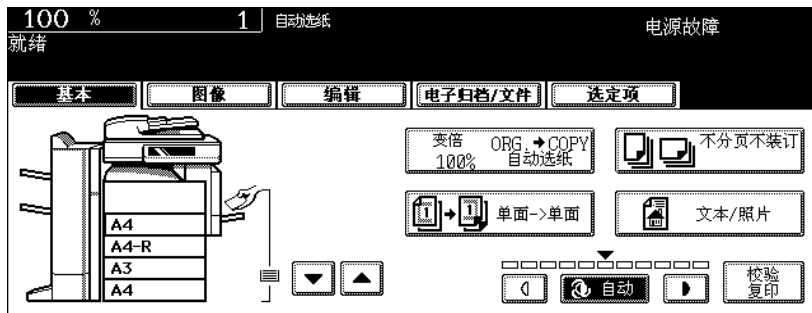 100 % 1 自动选纸 电源故障
就绪
基本 图像 编辑 电子归档/文件 选定项
变倍 ORG.→COPY
100% 自动选纸
不分页不装订
1→1 单面->单面
文本/照片
A4
A4-R
A3
A4
自动
校验
复印